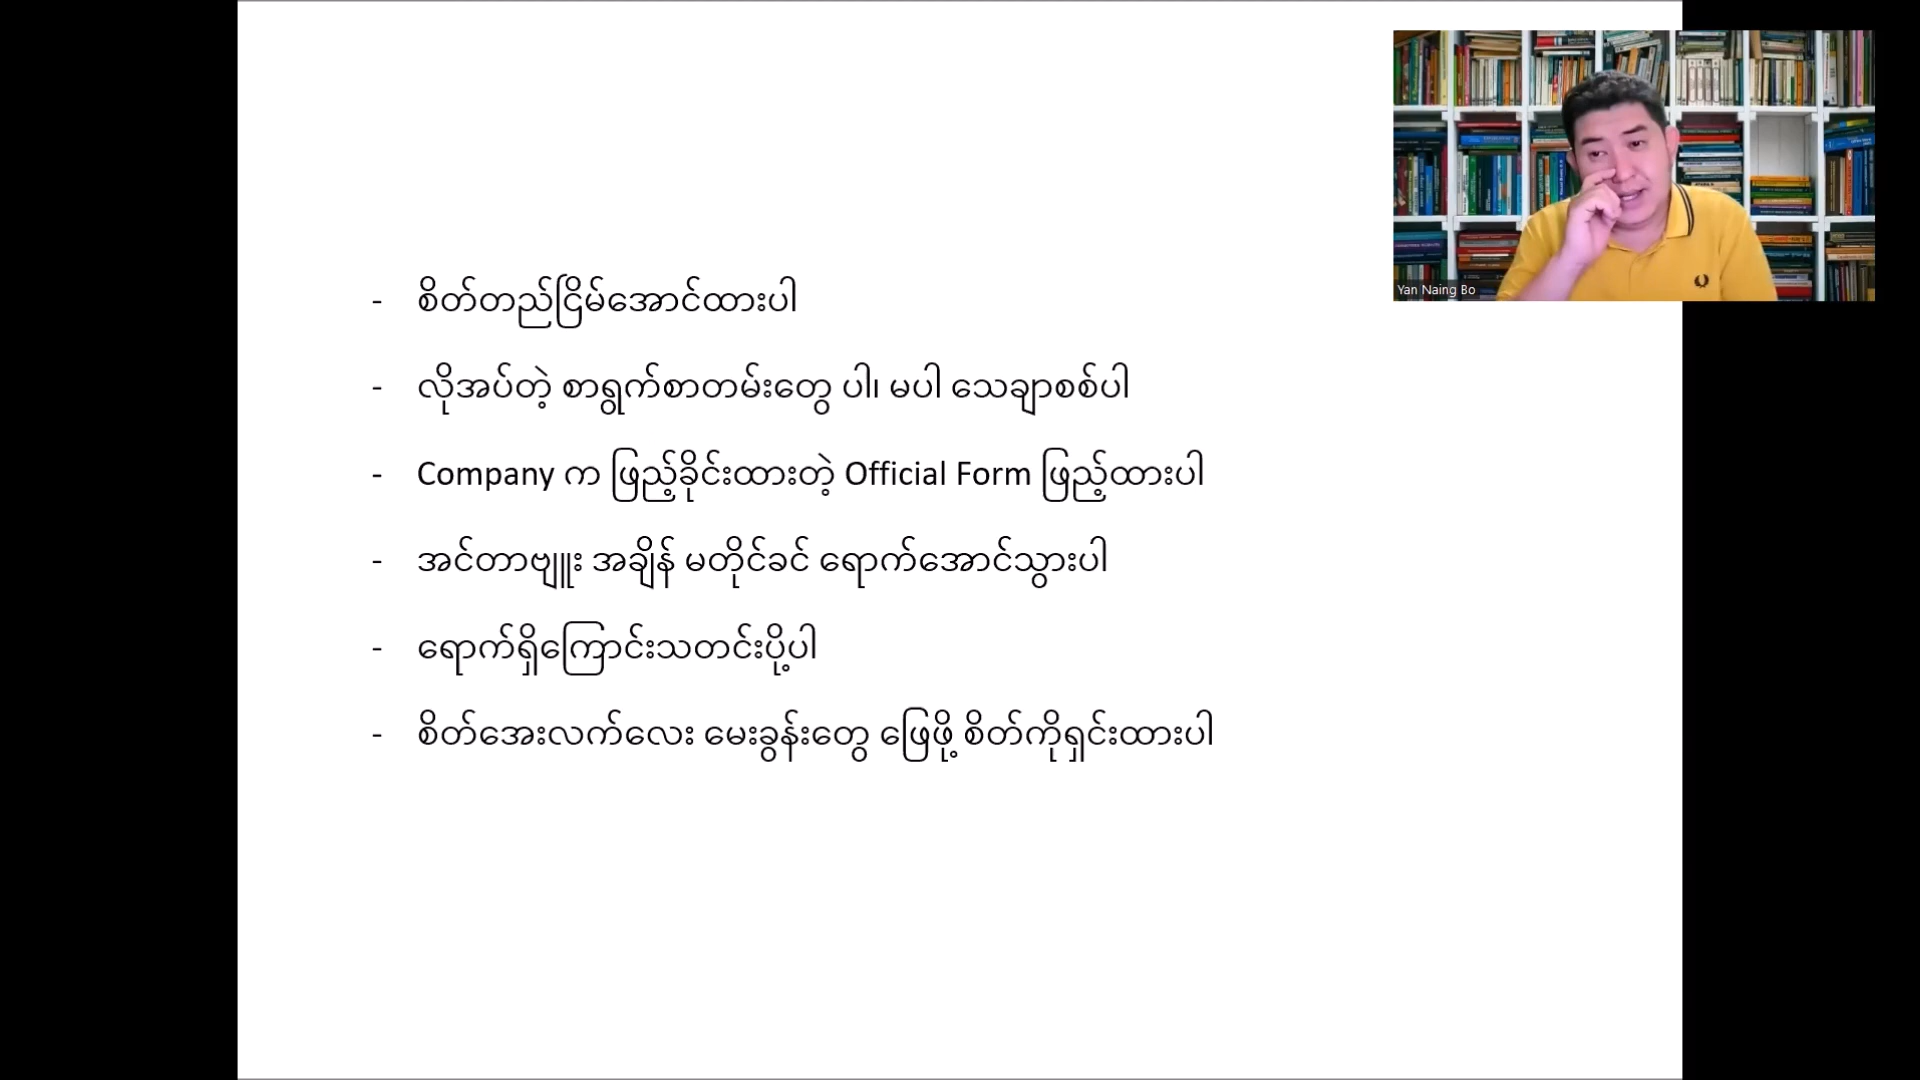 - စိတ်တည်ငြိမ်အောင်ထားပါ
- လိုအပ်တဲ့ စာရွက်စာတမ်းတွေ ပါ၊ မပါ သေချာစစ်ပါ
- Company က ဖြည့်ခိုင်းထားတဲ့ Official Form ဖြည့်ထားပါ
- အင်တာဗျူး အချိန် မတိုင်ခင် ရောက်အောင်သွားပါ
- ရောက်ရှိကြောင်းသတင်းပို့ပါ
- စိတ်အေးလက်လေး မေးခွန်းတွေ ဖြေဖို့ စိတ်ကိုရှင်းထားပါ
Yan Naing Bo